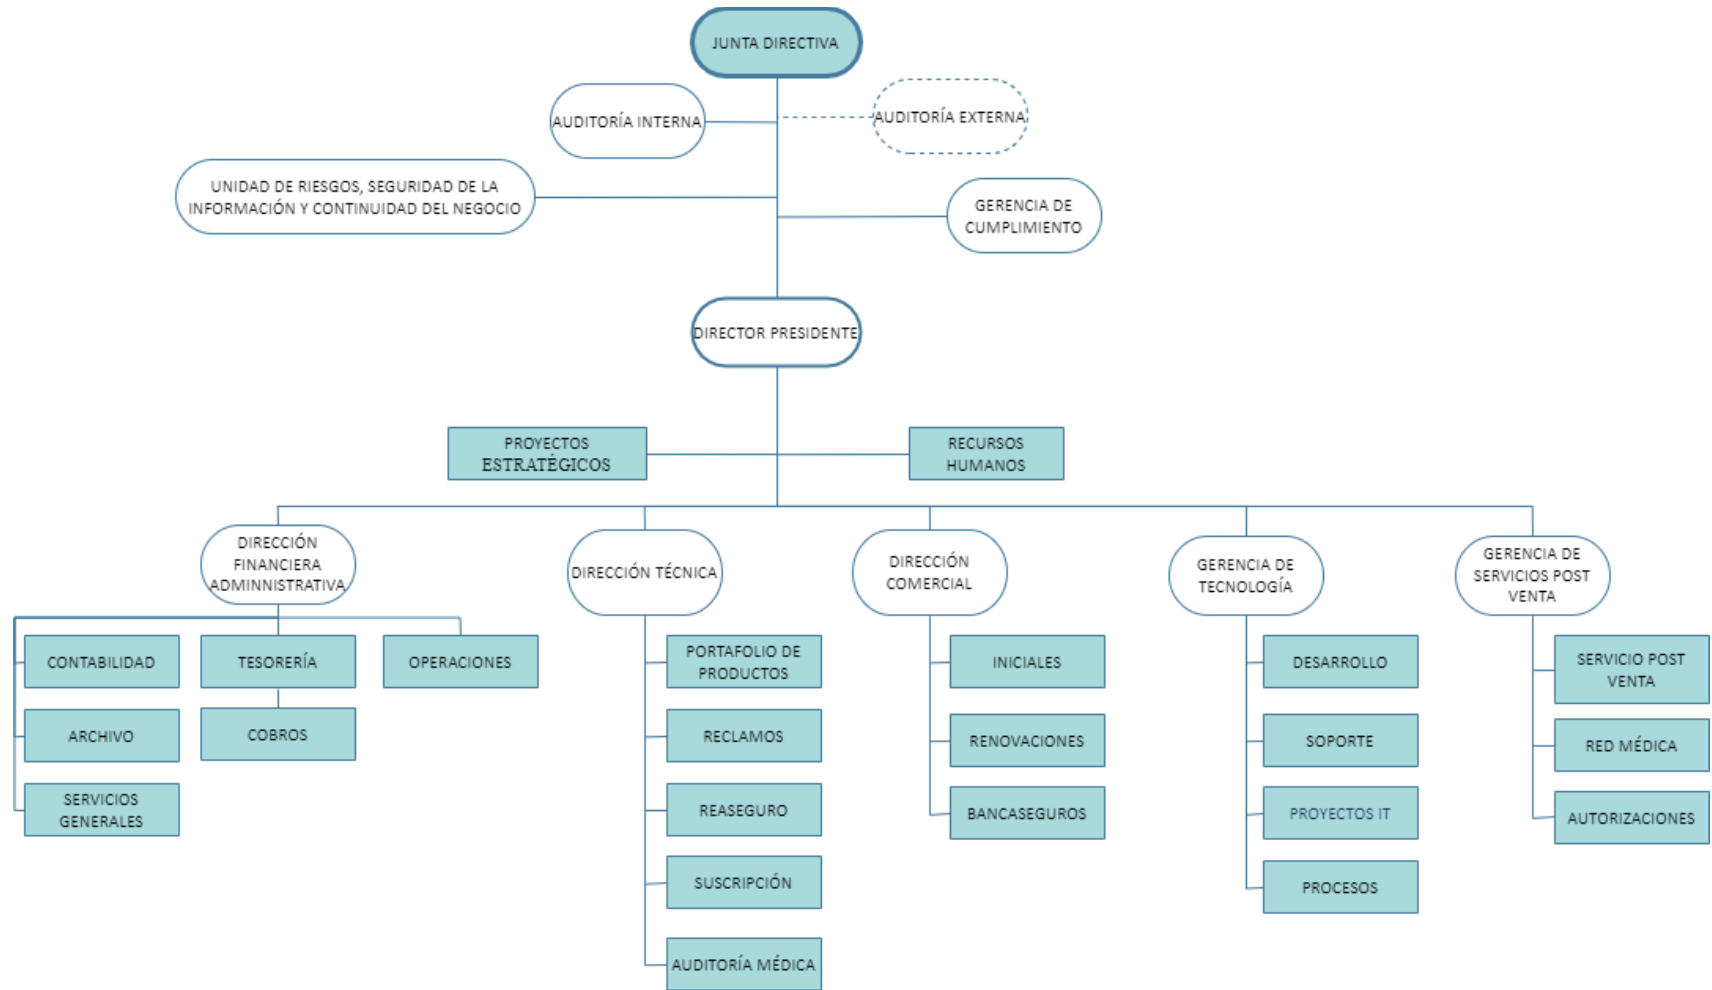 JUNTA DIRECTIVA
AUDITORÍA INTERNA
AUDITORÍA EXTERNA
UNIDAD DE RIESGOS, SEGURIDAD DE LA
INFORMACIÓN Y CONTINUIDAD DEL NEGOCIO
GERENCIA DE
CUMPLIMIENTO
DIRECTOR PRESIDENTE
PROYECTOS
ESTRATÉGICOS
RECURSOS
HUMANOS
DIRECCIÓN
FINANCIERA
ADMINNISTRATIVA
DIRECCIÓN TÉCNICA
DIRECCIÓN
COMERCIAL
GERENCIA DE
TECNOLOGÍA
GERENCIA DE
SERVICIOS POST
VENTA
CONTABILIDAD
TESORERÍA
OPERACIONES
ARCHIVO
COBROS
SERVICIOS
GENERALES
PORTAFOLIO DE
PRODUCTOS
RECLAMOS
REASEGURO
SUSCRIPCIÓN
AUDITORÍA MÉDICA
INICIALES
RENOVACIONES
BANCASEGUROS
DESARROLLO
SOPORTE
PROYECTOS IT
PROCESOS
SERVICIO POST
VENTA
RED MÉDICA
AUTORIZACIONES